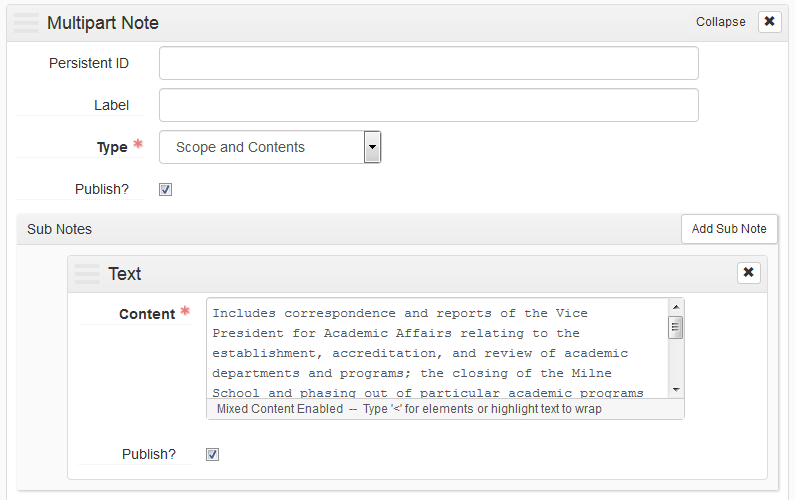 Multipart Note
Collapse ✖
Persistent ID
Label
Type *
Scope and Contents
Publish?
Sub Notes
Add Sub Note
Text ✖
Content *
Includes correspondence and reports of the Vice
President for Academic Affairs relating to the
establishment, accreditation, and review of academic
departments and programs; the closing of the Milne
School and phasing out of particular academic programs
Mixed Content Enabled -- Type '<' for elements or highlight text to wrap
Publish?